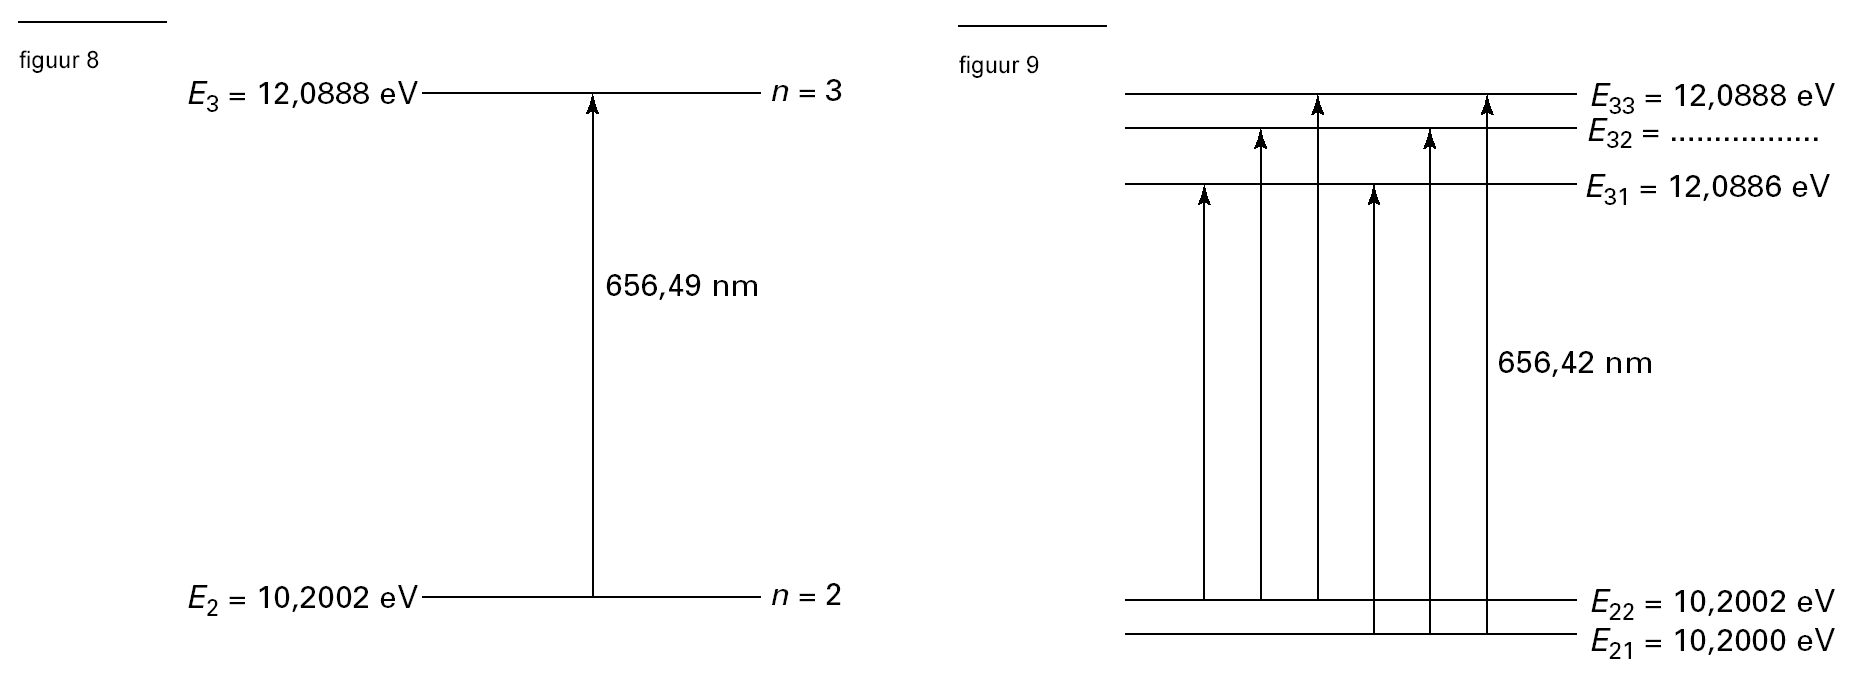 figuur 8
E3 = 12,0888 eV
n = 3
656,49 nm
E2 = 10,2002 eV
n = 2
figuur 9
E33 = 12,0888 eV
E32 = .................
E31 = 12,0886 eV
656,42 nm
E22 = 10,2002 eV
E21 = 10,2000 eV